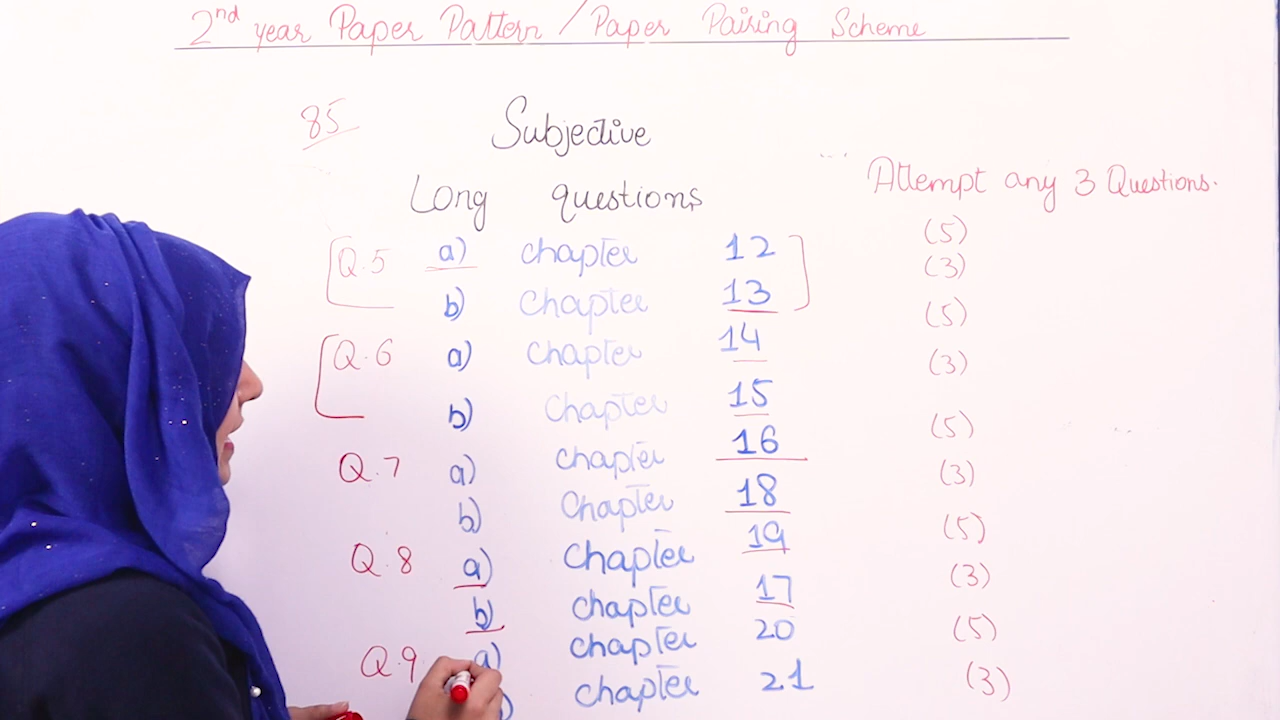 2nd year Paper Pattern / Paper Pairing Scheme
85
Subjective
Long questions
Attempt any 3 Questions.
Q.5 a) chapter 12 (5)
b) chapter 13 (3)
Q.6 a) chapter 14 (5)
b) chapter 15 (3)
Q.7 a) chapter 16 (5)
b) chapter 18 (3)
Q.8 a) chapter 19 (5)
b) chapter 17 (3)
Q.9 a) chapter 20 (5)
chapter 21 (3)